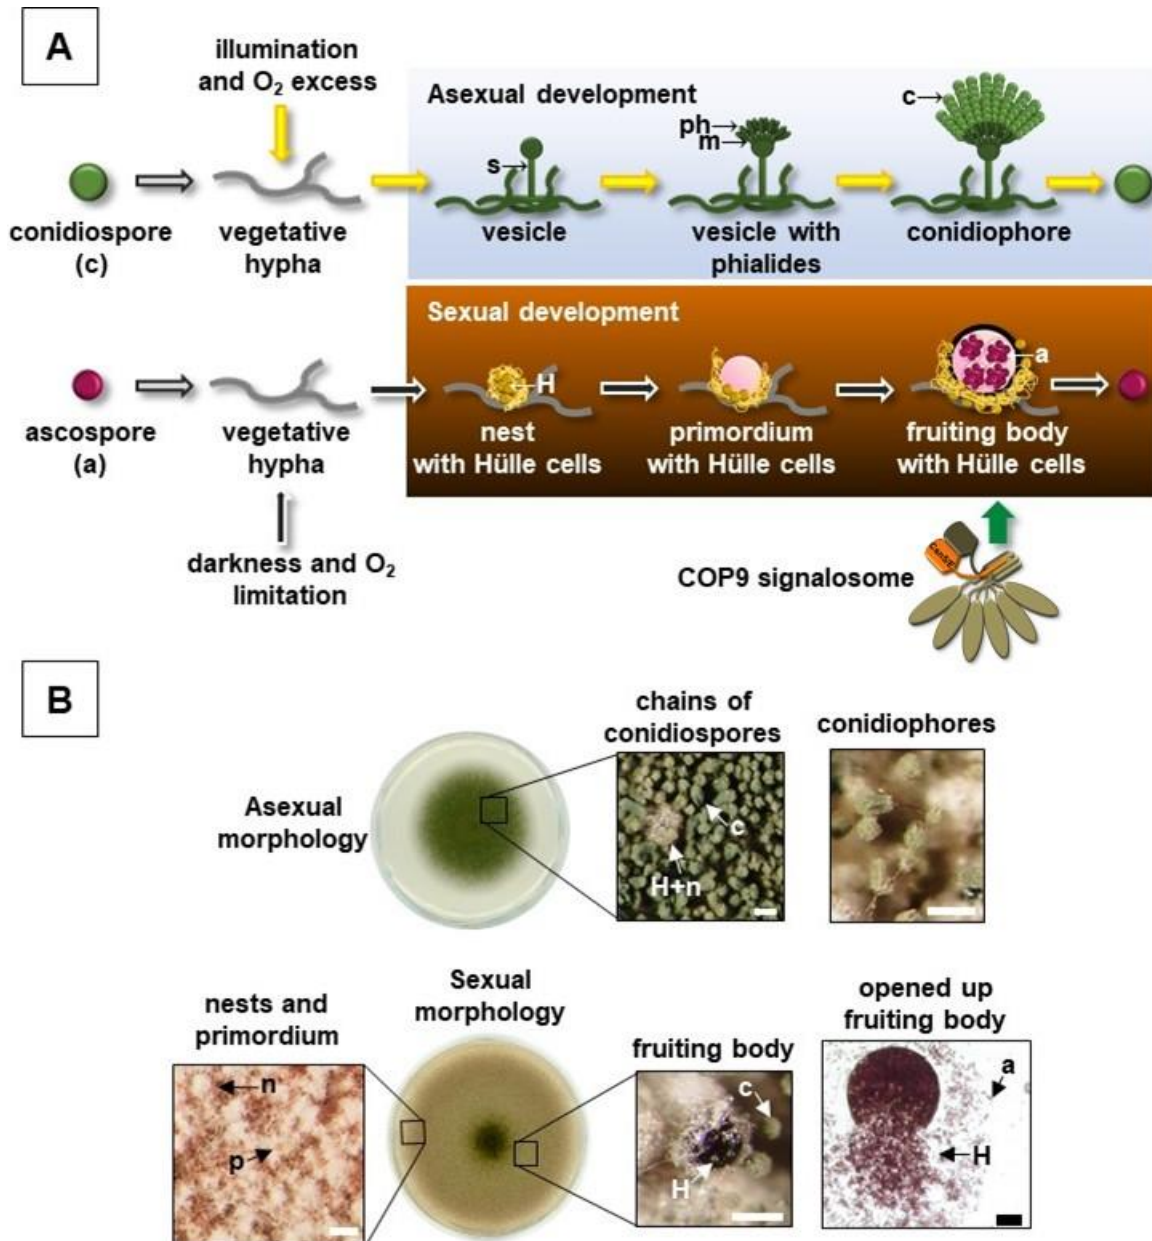 A
illumination
and O₂ excess
Asexual development
c
ph
m
s
conidiospore
(c)
vegetative
hypha
vesicle
vesicle with
phialides
conidiophore
Sexual development
H
a
ascospore
(a)
vegetative
hypha
nest
with Hülle cells
primordium
with Hülle cells
fruiting body
with Hülle cells
darkness and O₂
limitation
COP9 signalosome
B
chains of
conidiospores
conidiophores
Asexual
morphology
c
H+n
Sexual
morphology
nests and
primordium
fruiting body
opened up
fruiting body
n
p
c
H
a
H